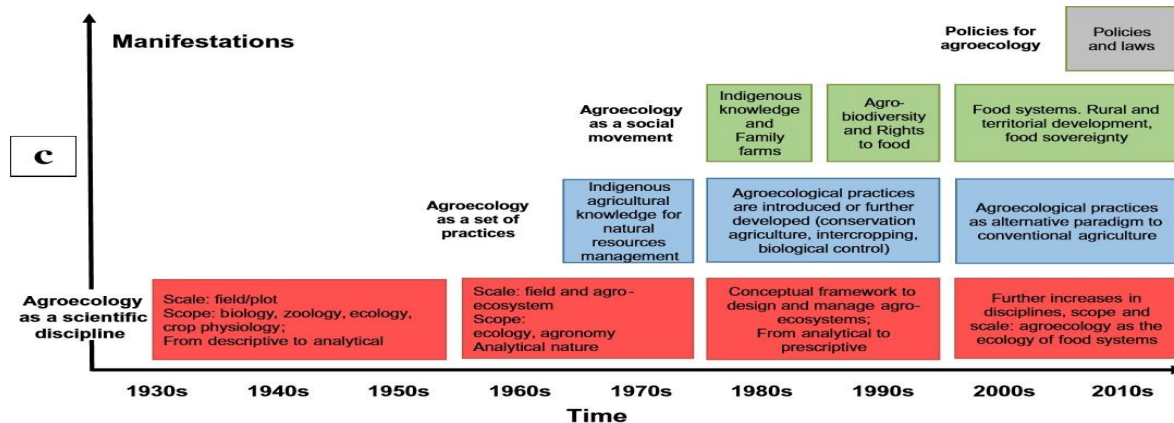 Manifestations
Policies for
agroecology
Policies
and laws
Agroecology
as a social
movement
Indigenous
knowledge
and
Family
farms
Agro-
biodiversity
and Rights
to food
Food systems. Rural and
territorial development,
food sovereignty
c
Agroecology
as a set of
practices
Indigenous
agricultural
knowledge for
natural
resources
management
Agroecological practices
are introduced or further
developed (conservation
agriculture, intercropping,
biological control)
Agroecological practices
as alternative paradigm to
conventional agriculture
Agroecology
as a scientific
discipline
Scale: field/plot
Scope: biology, zoology, ecology,
crop physiology;
From descriptive to analytical
Scale: field and agro-
ecosystem
Scope:
ecology, agronomy
Analytical nature
Conceptual framework to
design and manage agro-
ecosystems;
From analytical to
prescriptive
Further increases in
disciplines, scope and
scale: agroecology as the
ecology of food systems
1930s 1940s 1950s 1960s 1970s 1980s 1990s 2000s 2010s
Time